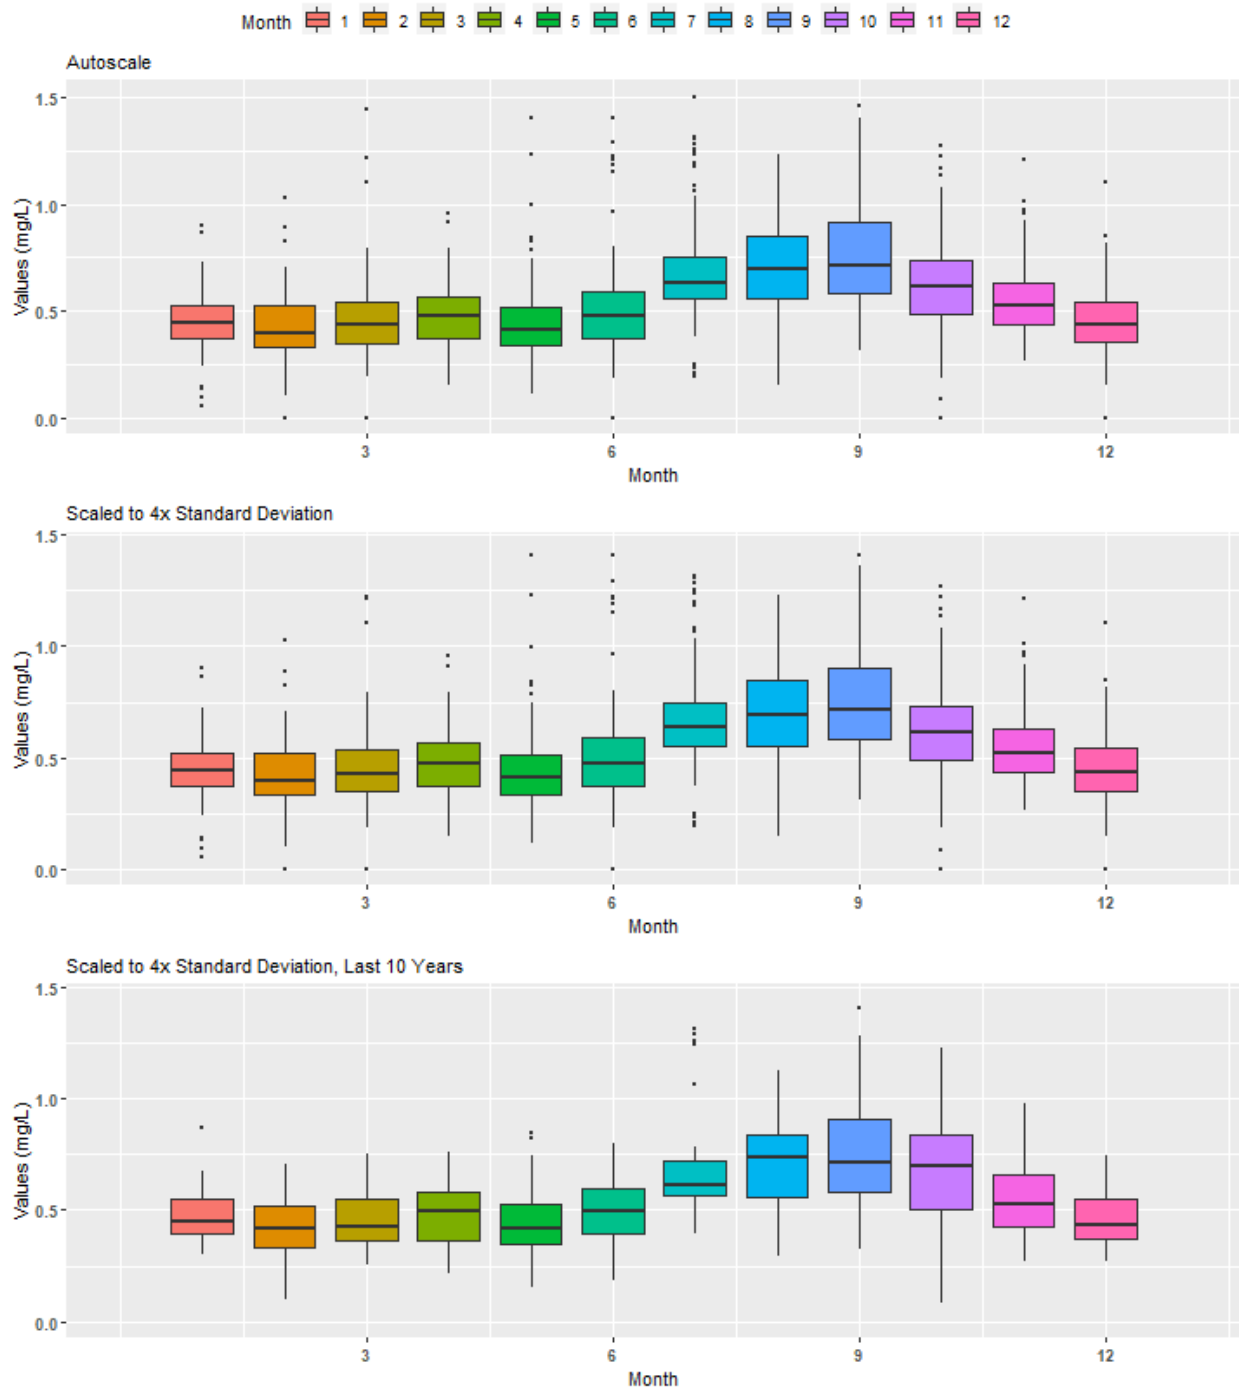 Month 1 2 3 4 5 6 7 8 9 10 11 12
Autoscale
Values (mg/L)
1.5
1.0
0.5
0.0
3 6 9 12
Month
Scaled to 4x Standard Deviation
Values (mg/L)
1.5
1.0
0.5
0.0
3 6 9 12
Month
Scaled to 4x Standard Deviation, Last 10 Years
Values (mg/L)
1.5
1.0
0.5
0.0
3 6 9 12
Month